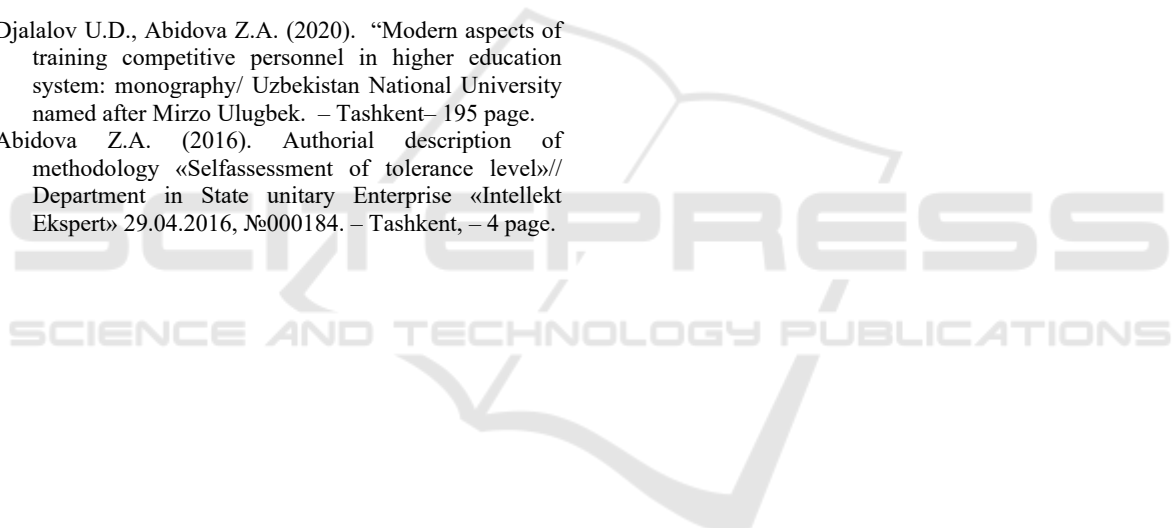 Djalalov U.D., Abidova Z.A. (2020). “Modern aspects of
training competitive personnel in higher education
system: monography/ Uzbekistan National University
named after Mirzo Ulugbek. – Tashkent– 195 page.
Abidova Z.A. (2016). Authorial description of
methodology «Selfassessment of tolerance level»//
Department in State unitary Enterprise «Intellekt
Ekspert» 29.04.2016, №000184. – Tashkent, – 4 page.
SCITEPRESS
SCIENCE AND TECHNOLOGY PUBLICATIONS